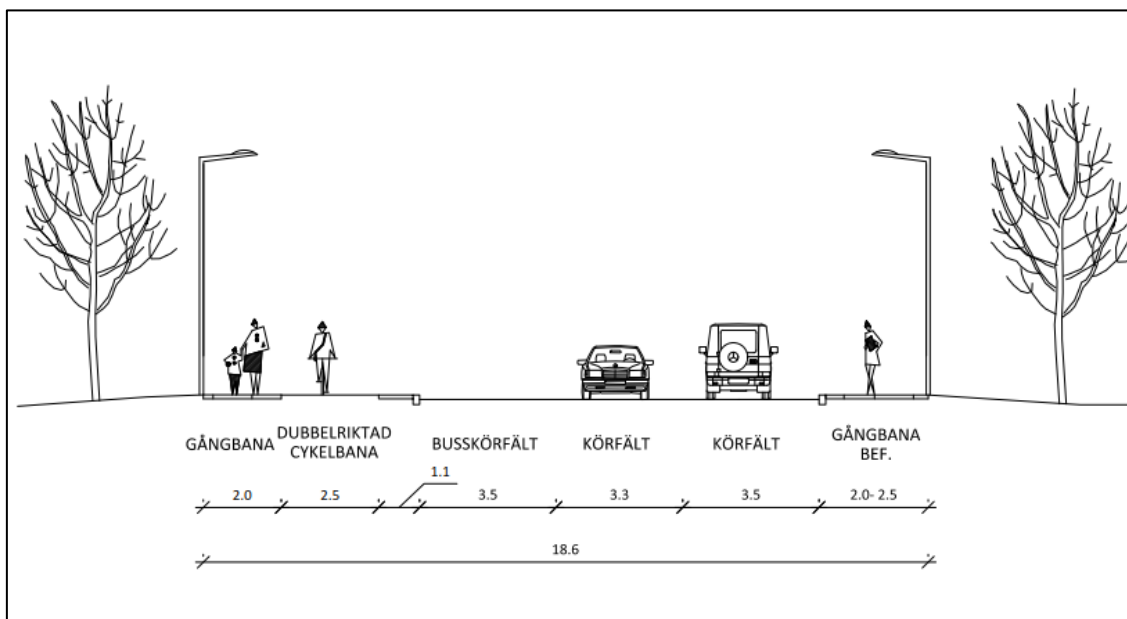 GÅNGBANA
DUBBELRIKTAD
CYKELBANA
BUSSKÖRFÄLT
KÖRFÄLT
KÖRFÄLT
GÅNGBANA
BEF.
1.1
2.0
2.5
3.5
3.3
3.5
2.0- 2.5
18.6